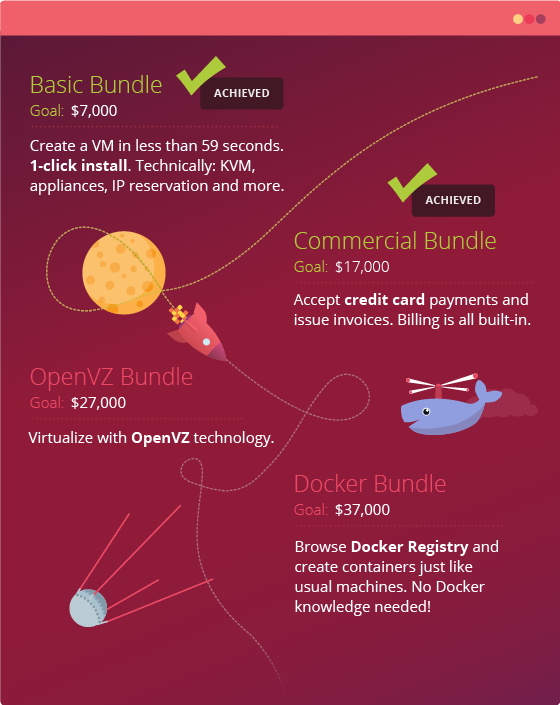 Basic Bundle
ACHIEVED
Goal: $7,000
Create a VM in less than 59 seconds.
1-click install. Technically: KVM,
appliances, IP reservation and more.
ACHIEVED
Commercial Bundle
Goal: $17,000
Accept credit card payments and
issue invoices. Billing is all built-in.
OpenVZ Bundle
Goal: $27,000
Virtualize with OpenVZ technology.
Docker Bundle
Goal: $37,000
Browse Docker Registry and
create containers just like
usual machines. No Docker
knowledge needed!